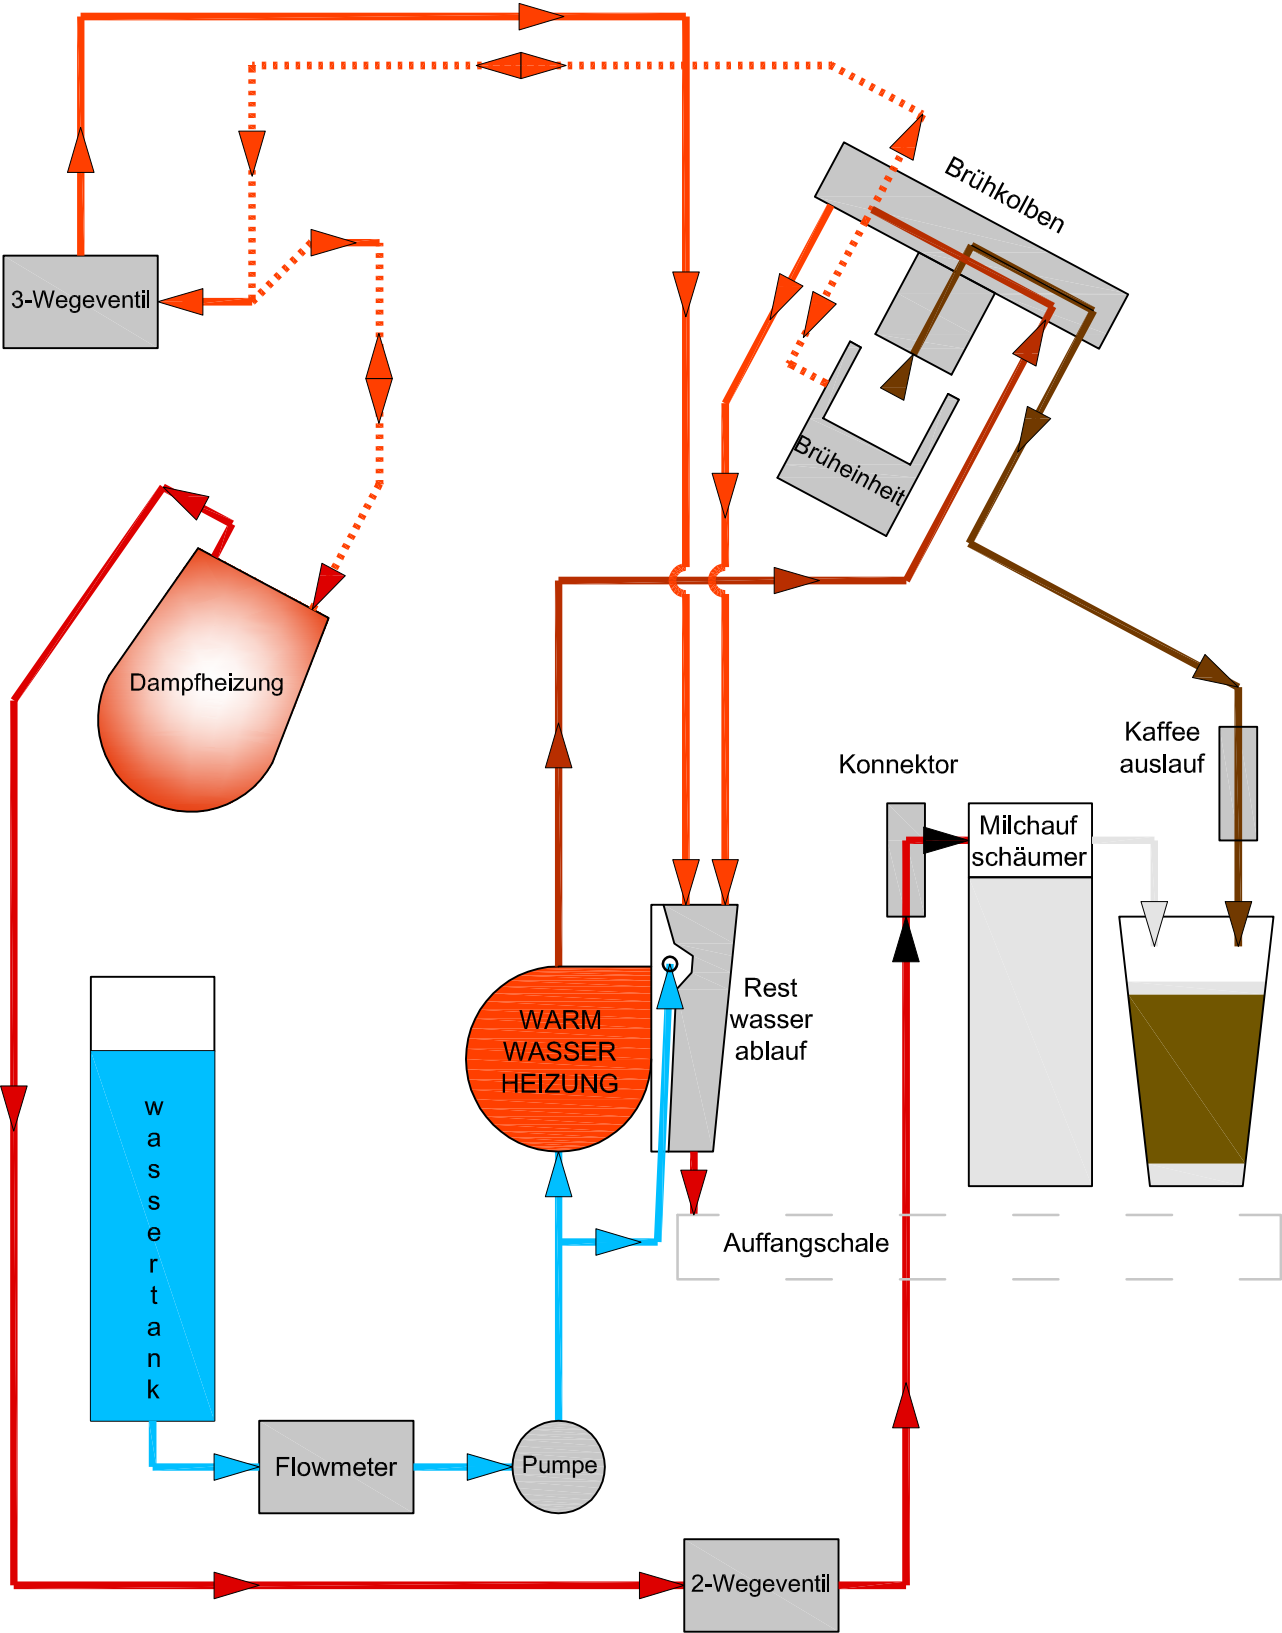 Brühkolben
3-Wegeventil
Brüheinheit
Dampfheizung
Kaffee
auslauf
Konnektor
Milchauf
schäumer
WARM
WASSER
HEIZUNG
Rest
wasser
ablauf
w
a
s
s
e
r
t
a
n
k
Auffangschale
Flowmeter
Pumpe
2-Wegeventil